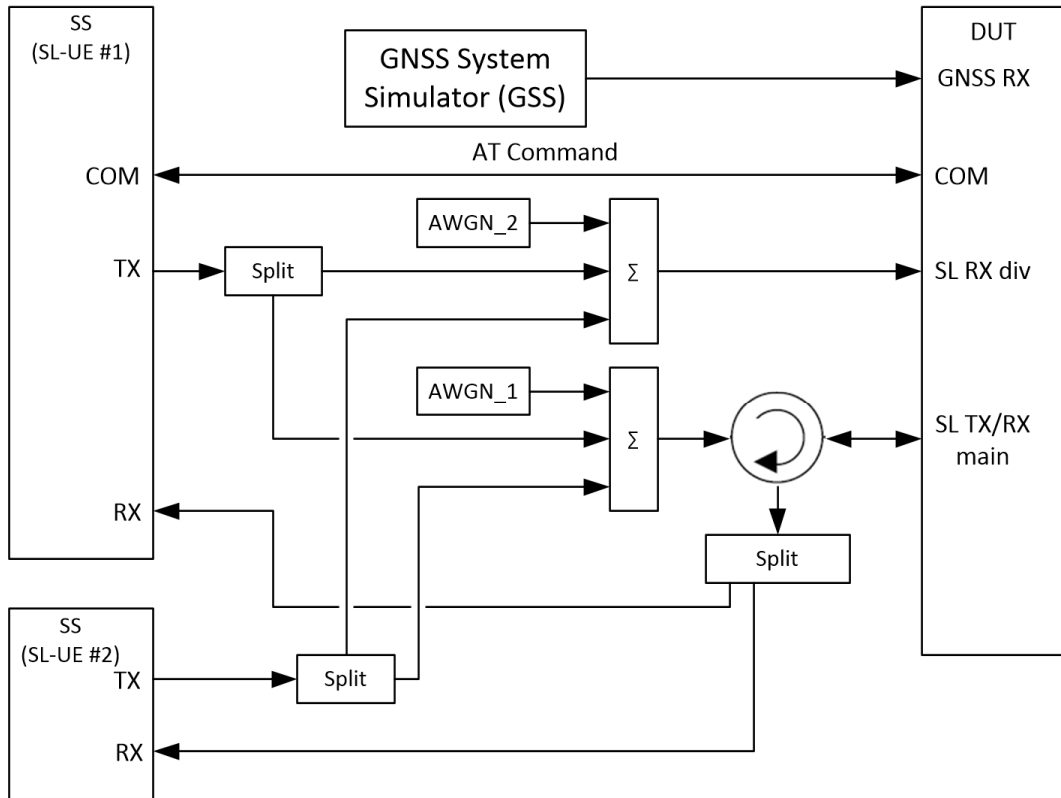 SS
(SL-UE #1)
DUT
GNSS System
Simulator (GSS)
GNSS RX
AT Command
COM
COM
AWGN_2
TX
Split
Σ
SL RX div
AWGN_1
Σ
SL TX/RX
main
RX
Split
SS
(SL-UE #2)
TX
Split
RX